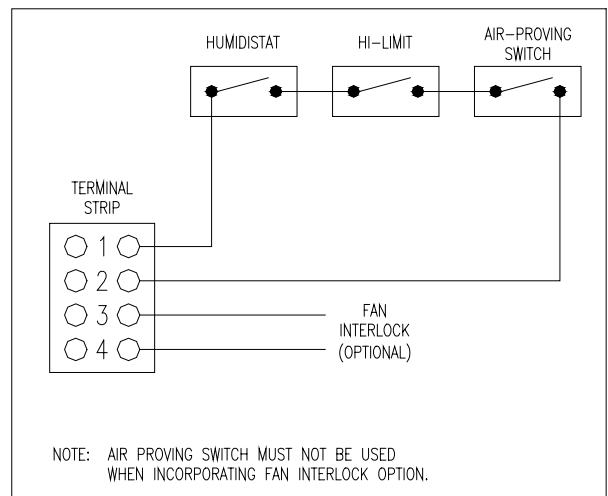 HUMIDISTAT
HI-LIMIT
AIR-PROVING
SWITCH
TERMINAL
STRIP
1
2
3
4
FAN
INTERLOCK
(OPTIONAL)
NOTE: AIR PROVING SWITCH MUST NOT BE USED
WHEN INCORPORATING FAN INTERLOCK OPTION.